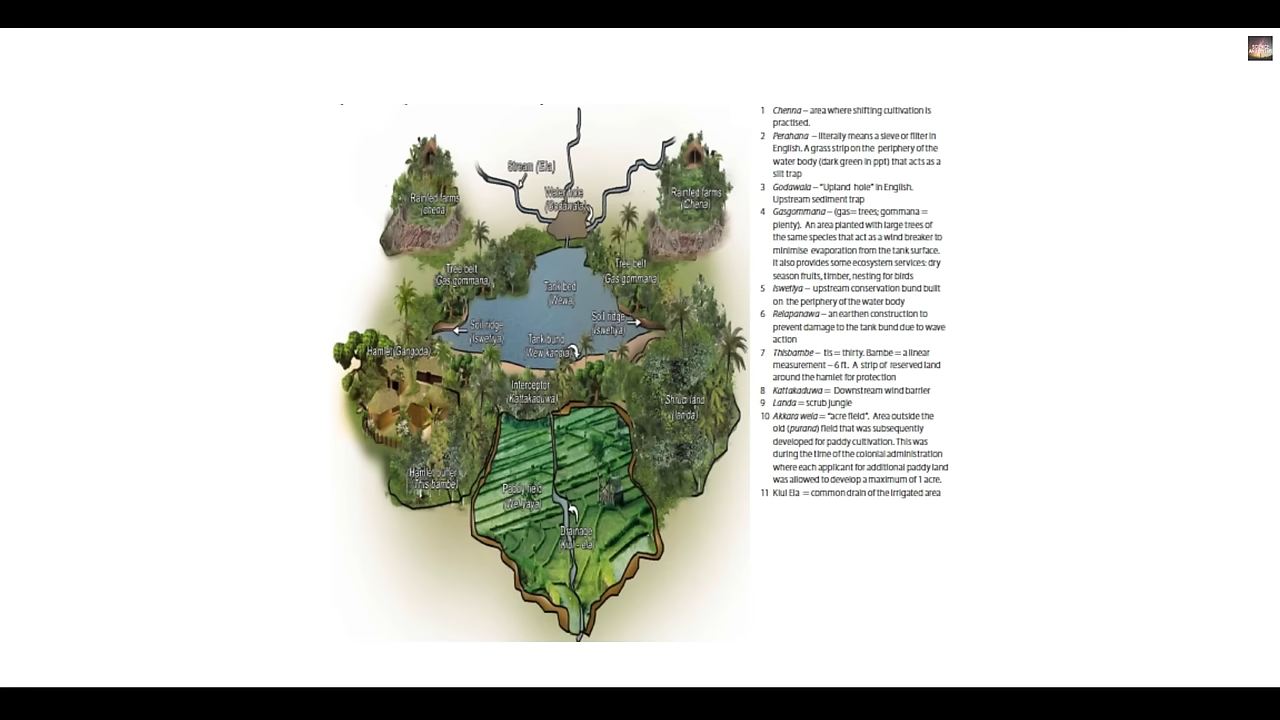 Stream (Ela)
Water hole
(Godawala)
Rainfed farms
(chena)
Rainfed farms
(Chena)
Tree belt
(Gas gommana)
Tree belt
(Gas gommana)
Tank bed
(Wewa)
Soil ridge
(Iswetiya)
Soil ridge
(Iswetiya)
Tank bund
(Wew kandia)
Hamlet (Gangoda)
Interceptor
(Kattakaduwa)
Shrub land
(landa)
Hamlet buffer
(This bambe)
Paddy field
(Wel yaya)
Drainage
(Kiul - ela)
1 Chenna – area where shifting cultivation is
practised.
2 Perahana – literally means a sieve or filter in
English. A grass strip on the periphery of the
water body (dark green in ppt) that acts as a
silt trap
3 Godawala – "Upland hole" in English.
Upstream sediment trap
4 Gasgommana – (gas= trees; gommana =
plenty). An area planted with large trees of
the same species that act as a wind breaker to
minimise evaporation from the tank surface.
It also provides some ecosystem services: dry
season fruits, timber, nesting for birds
5 Iswetiya – upstream conservation bund built
on the periphery of the water body
6 Relapanawa – an earthen construction to
prevent damage to the tank bund due to wave
action
7 Thisbambe – tis = thirty. Bambe = a linear
measurement – 6 ft. A strip of reserved land
around the hamlet for protection
8 Kattakaduwa = Downstream wind barrier
9 Landa = scrub jungle
10 Akkara wela = "acre field". Area outside the
old (purana) field that was subsequently
developed for paddy cultivation. This was
during the time of the colonial administration
where each applicant for additional paddy land
was allowed to develop a maximum of 1 acre.
11 Kiul Ela = common drain of the irrigated area